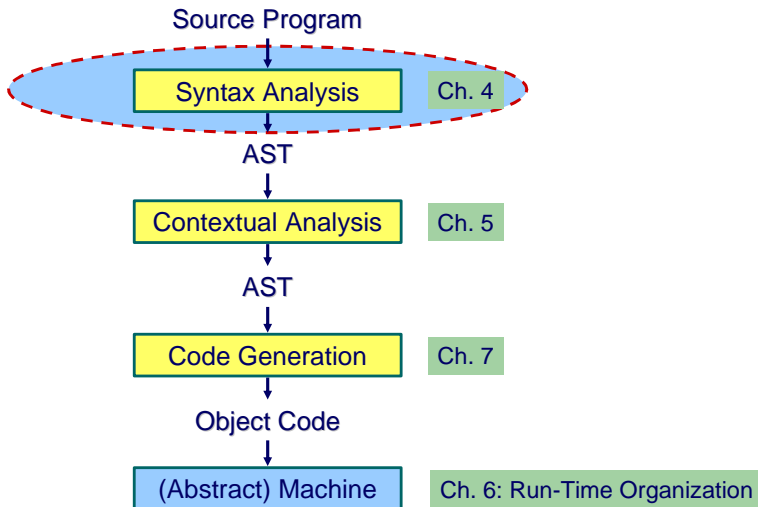 Source Program
Syntax Analysis
Ch. 4
AST
Contextual Analysis
Ch. 5
AST
Code Generation
Ch. 7
Object Code
(Abstract) Machine
Ch. 6: Run-Time Organization